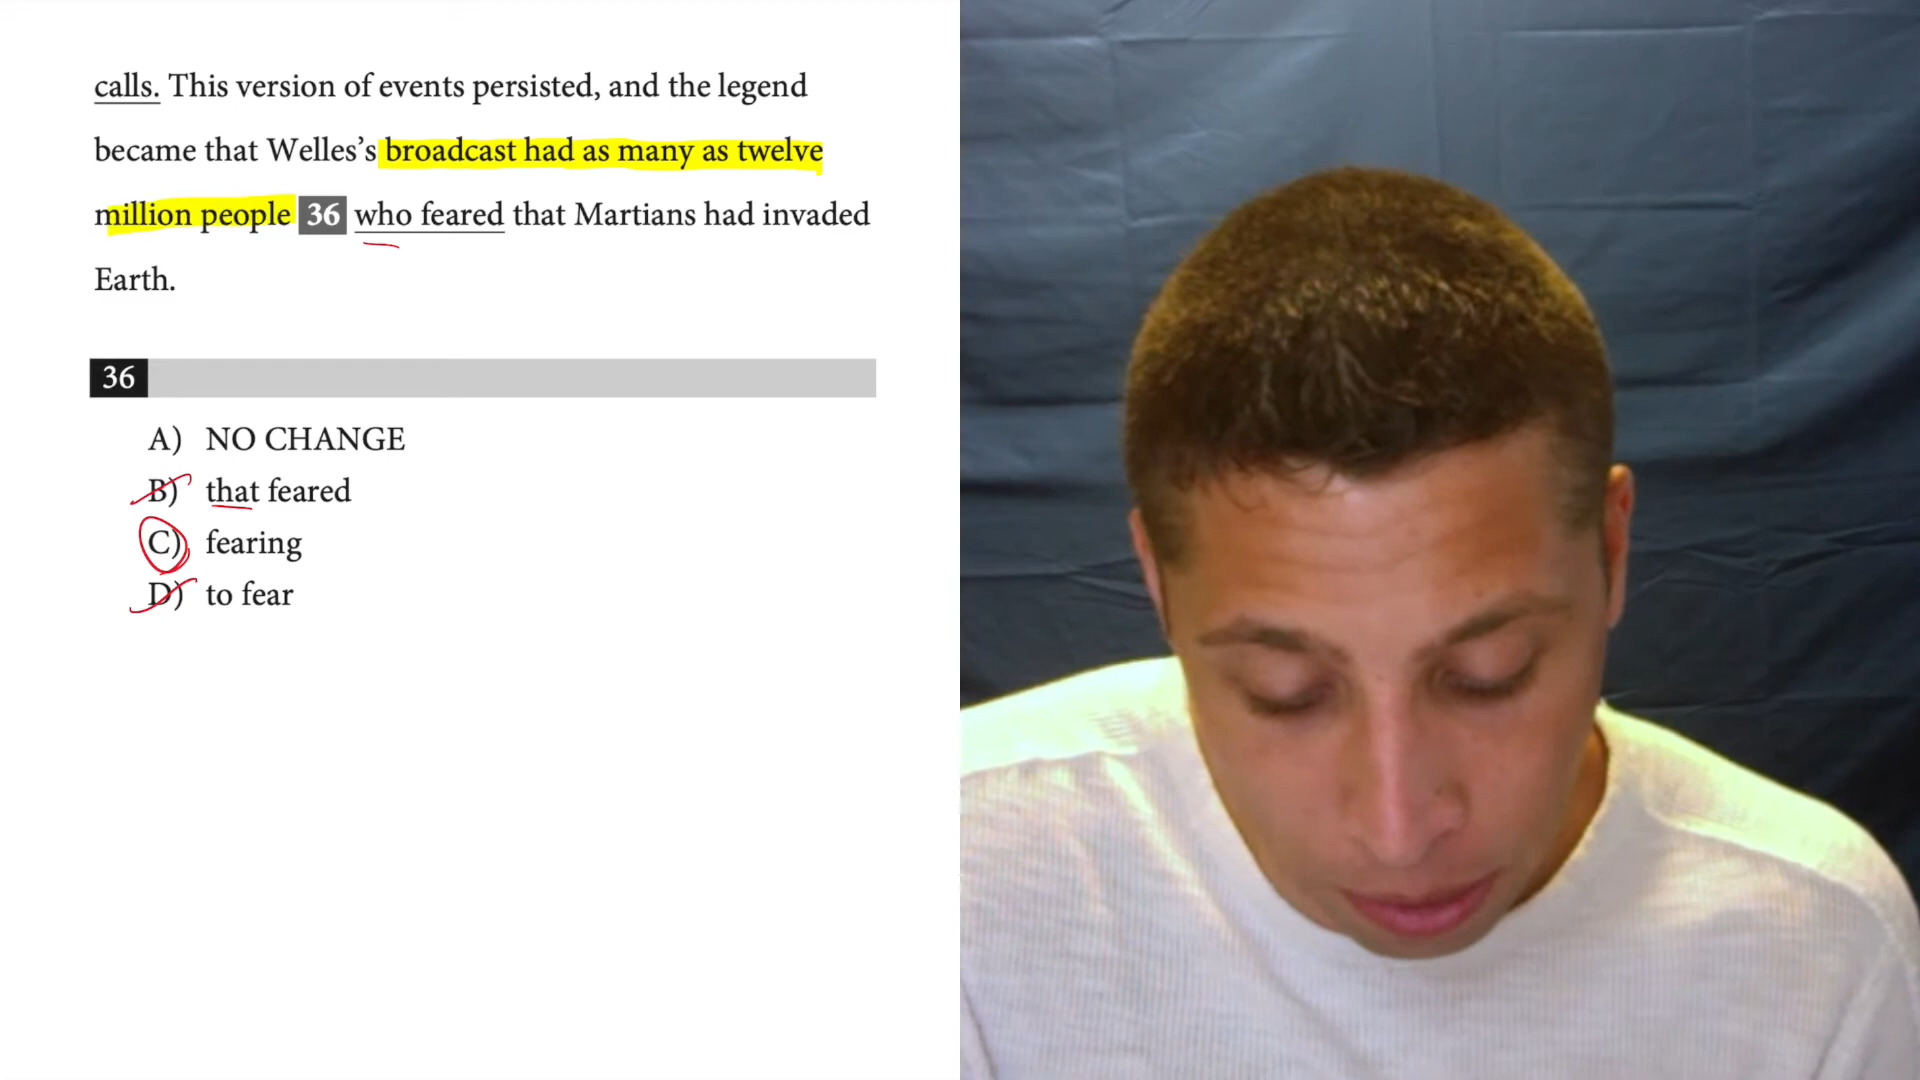 calls. This version of events persisted, and the legend
became that Welles’s broadcast had as many as twelve
million people 36 who feared that Martians had invaded
Earth.
36
A) NO CHANGE
B) that feared
C) fearing
D) to fear